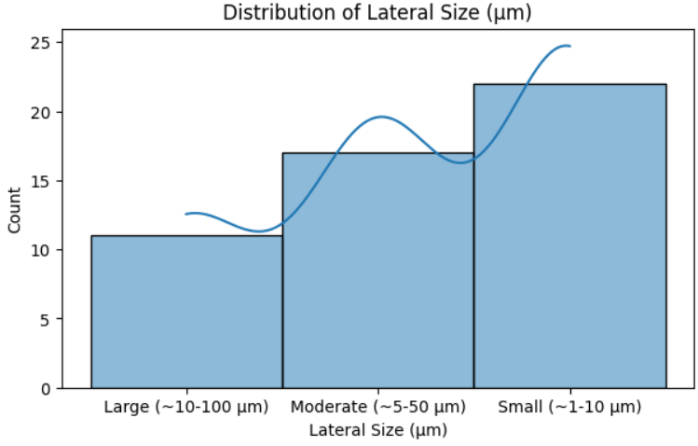 Distribution of Lateral Size (μm)
25
20
15
10
5
0
Count
Large (~10-100 μm) Moderate (~5-50 μm) Small (~1-10 μm)
Lateral Size (μm)